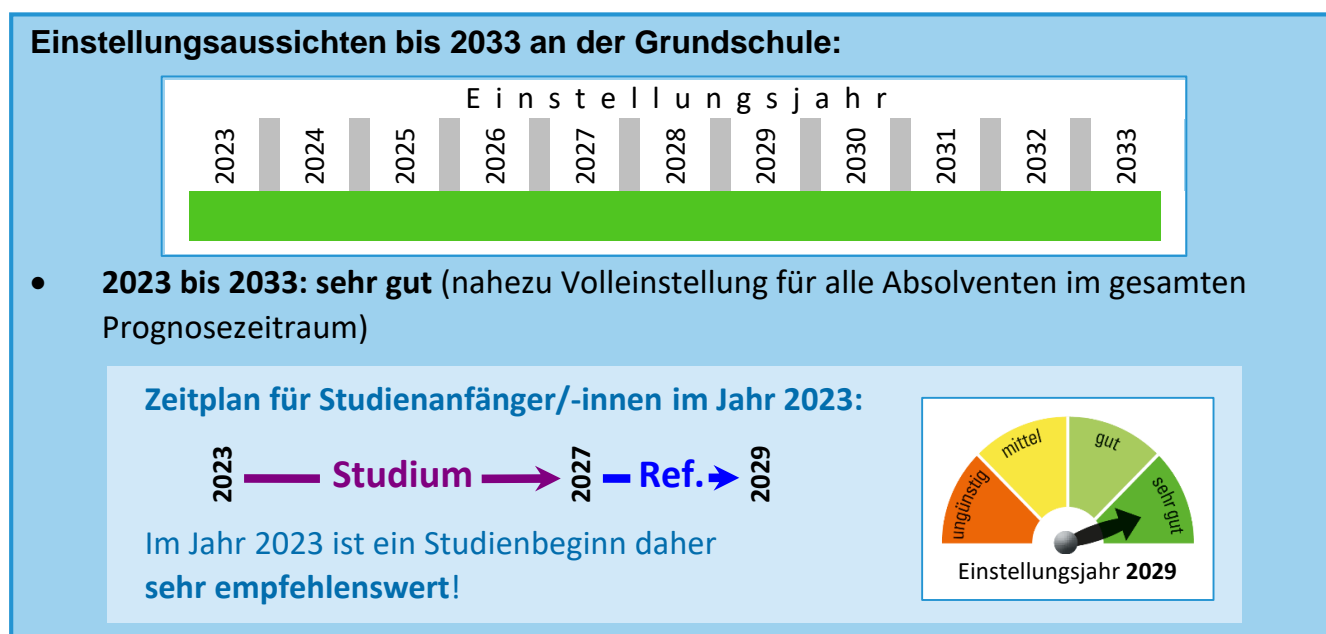 Einstellungsaussichten bis 2033 an der Grundschule:
Einstellungsjahr
2023 2024 2025 2026 2027 2028 2029 2030 2031 2032 2033
• 2023 bis 2033: sehr gut (nahezu Volleinstellung für alle Absolventen im gesamten
Prognosezeitraum)
Zeitplan für Studienanfänger/-innen im Jahr 2023:
2023 Studium 2027 Ref. 2029
Im Jahr 2023 ist ein Studienbeginn daher
sehr empfehlenswert!
ungünstig
mittel
gut
sehr gut
Einstellungsjahr 2029